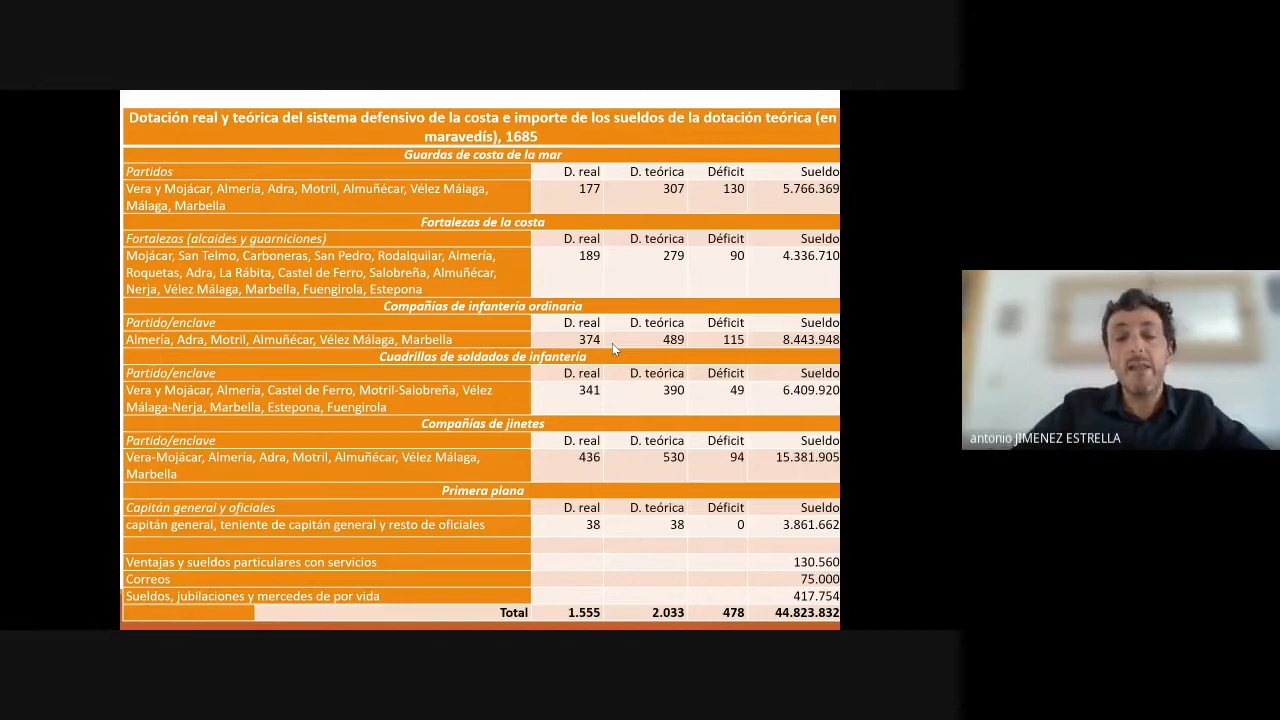 Dotación real y teórica del sistema defensivo de la costa e importe de los sueldos de la dotación teórica (en
maravedís), 1685
Guardas de costa de la mar
Partidos D. real D. teórica Déficit Sueldo
Vera y Mojácar, Almería, Adra, Motril, Almuñécar, Vélez Málaga, 177 307 130 5.766.369
Málaga, Marbella
Fortalezas de la costa
Fortalezas (alcaides y guarniciones) D. real D. teórica Déficit Sueldo
Mojácar, San Telmo, Carboneras, San Pedro, Rodalquilar, Almería, 189 279 90 4.336.710
Roquetas, Adra, La Rábita, Castel de Ferro, Salobreña, Almuñécar,
Nerja, Vélez Málaga, Marbella, Fuengirola, Estepona
Compañías de infantería ordinaria
Partido/enclave D. real D. teórica Déficit Sueldo
Almería, Adra, Motril, Almuñécar, Vélez Málaga, Marbella 374 489 115 8.443.948
Cuadrillas de soldados de infantería
Partido/enclave D. real D. teórica Déficit Sueldo
Vera y Mojácar, Almería, Castel de Ferro, Motril-Salobreña, Vélez 341 390 49 6.409.920
Málaga-Nerja, Marbella, Estepona, Fuengirola
Compañías de jinetes
Partido/enclave D. real D. teórica Déficit Sueldo
Vera-Mojácar, Almería, Adra, Motril, Almuñécar, Vélez Málaga, 436 530 94 15.381.905
Marbella
Primera plana
Capitán general y oficiales D. real D. teórica Déficit Sueldo
capitán general, teniente de capitán general y resto de oficiales 38 38 0 3.861.662
Ventajas y sueldos particulares con servicios 130.560
Correos 75.000
Sueldos, jubilaciones y mercedes de por vida 417.754
Total 1.555 2.033 478 44.823.832
antonio JIMENEZ ESTRELLA